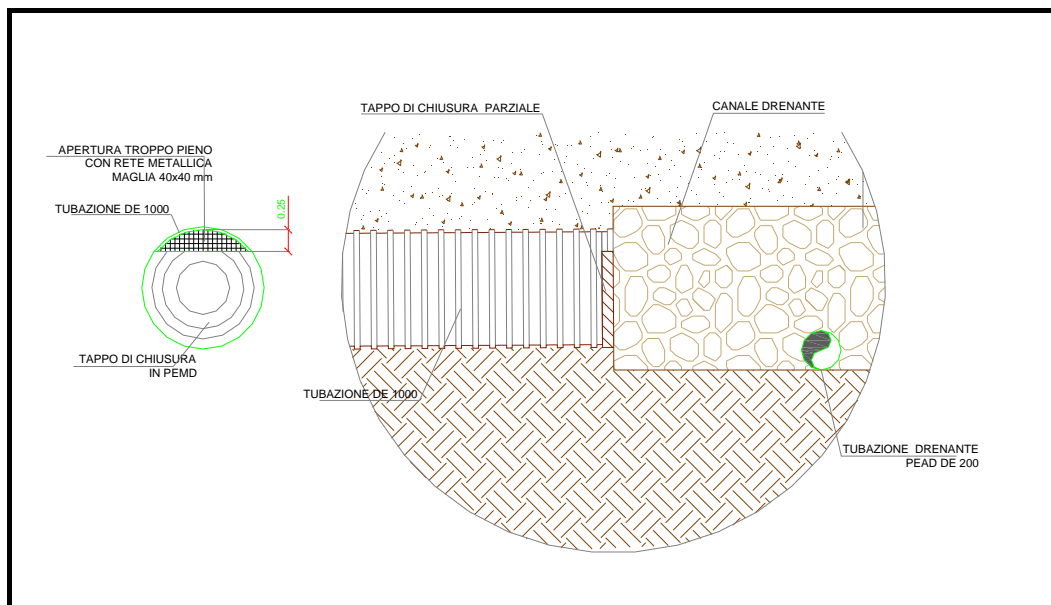 TAPPO DI CHIUSURA PARZIALE
CANALE DRENANTE
APERTURA TROPPO PIENO
CON RETE METALLICA
MAGLIA 40x40 mm
TUBAZIONE DE 1000
0.25
TAPPO DI CHIUSURA
IN PEMD
TUBAZIONE DE 1000
TUBAZIONE DRENANTE
PEAD DE 200